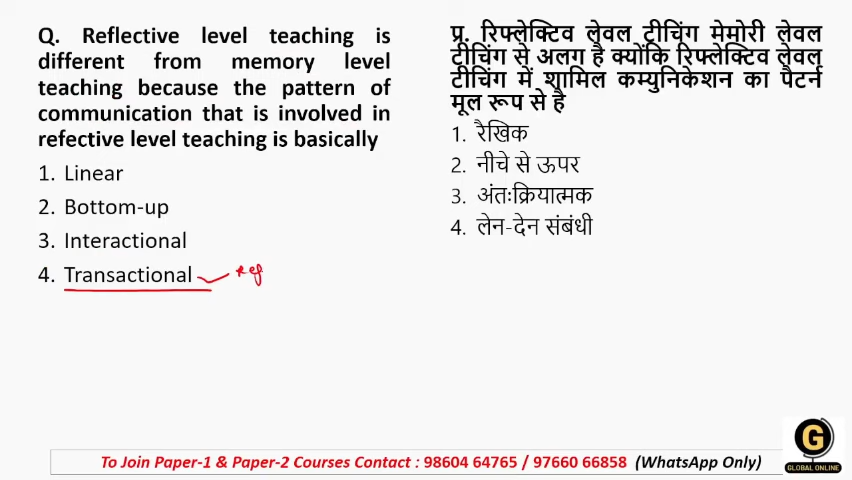 Q. Reflective level teaching is
different from memory level
teaching because the pattern of
communication that is involved in
refective level teaching is basically
1. Linear
2. Bottom-up
3. Interactional
4. Transactional
प्र. रिफ्लेक्टिव लेवल टीचिंग मेमोरी लेवल
टीचिंग से अलग है क्योंकि रिफ्लेक्टिव लेवल
टीचिंग में शामिल कम्युनिकेशन का पैटर्न
मूल रूप से है
1. रैखिक
2. नीचे से ऊपर
3. अंतःक्रियात्मक
4. लेन-देन संबंधी
To Join Paper-1 & Paper-2 Courses Contact : 98604 64765 / 97660 66858 (WhatsApp Only)
G
GLOBAL ONLINE